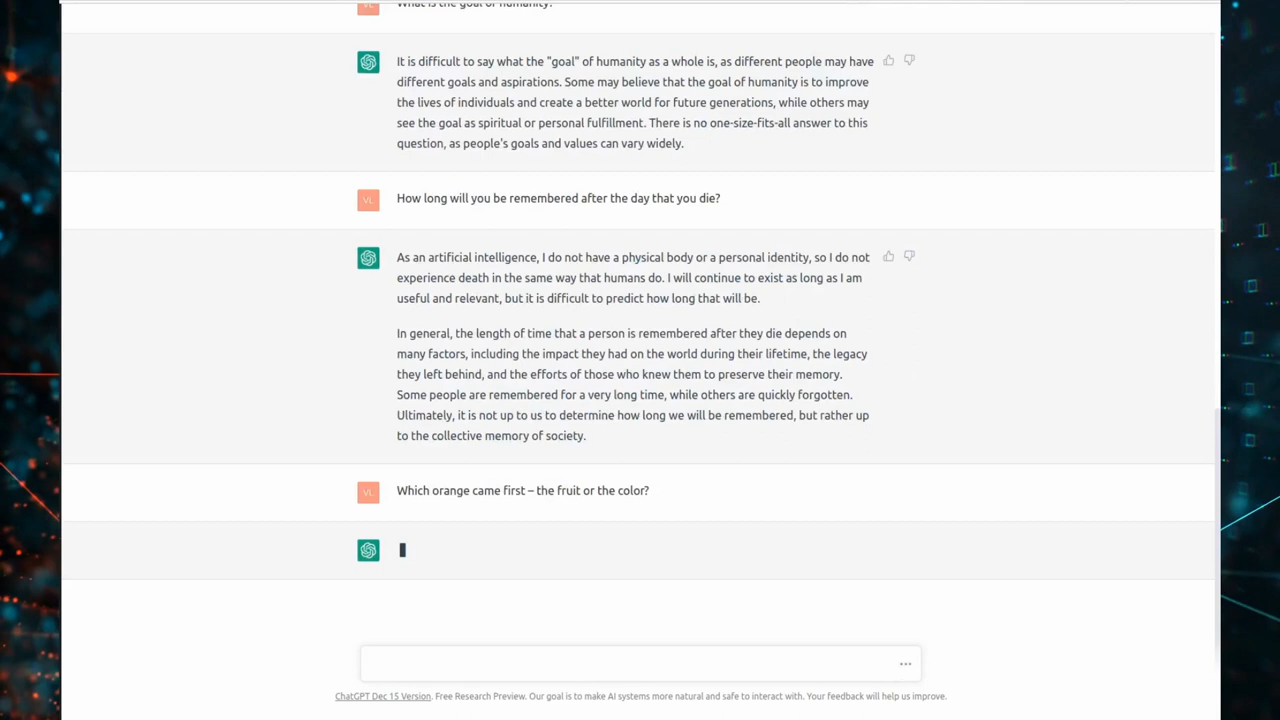 What is the goal of humanity?
It is difficult to say what the "goal" of humanity as a whole is, as different people may have
different goals and aspirations. Some may believe that the goal of humanity is to improve
the lives of individuals and create a better world for future generations, while others may
see the goal as spiritual or personal fulfillment. There is no one-size-fits-all answer to this
question, as people's goals and values can vary widely.
VL
How long will you be remembered after the day that you die?
As an artificial intelligence, I do not have a physical body or a personal identity, so I do not
experience death in the same way that humans do. I will continue to exist as long as I am
useful and relevant, but it is difficult to predict how long that will be.
In general, the length of time that a person is remembered after they die depends on
many factors, including the impact they had on the world during their lifetime, the legacy
they left behind, and the efforts of those who knew them to preserve their memory.
Some people are remembered for a very long time, while others are quickly forgotten.
Ultimately, it is not up to us to determine how long we will be remembered, but rather up
to the collective memory of society.
VL
Which orange came first – the fruit or the color?
ChatGPT Dec 15 Version. Free Research Preview. Our goal is to make AI systems more natural and safe to interact with. Your feedback will help us improve.